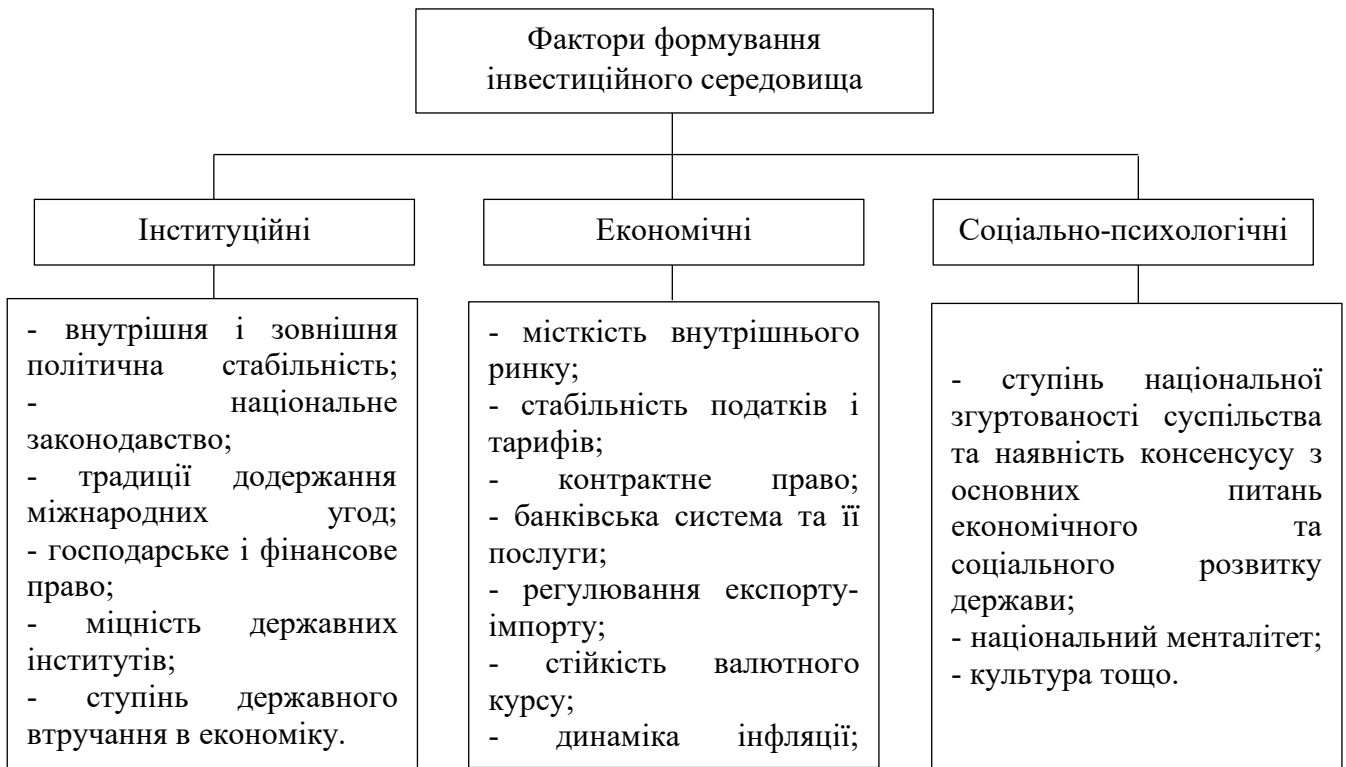 Фактори формування
інвестиційного середовища
Інституційні
Економічні
Соціально-психологічні
- внутрішня і зовнішня
політична стабільність;
- національне
законодавство;
- традиції додержання
міжнародних угод;
- господарське і фінансове
право;
- міцність державних
інститутів;
- ступінь державного
втручання в економіку.
- місткість внутрішнього
ринку;
- стабільність податків і
тарифів;
- контрактне право;
- банківська система та її
послуги;
- регулювання експорту-
імпорту;
- стійкість валютного
курсу;
- динаміка інфляції;
- ступінь національної
згуртованості суспільства
та наявність консенсусу з
основних питань
економічного та
соціального розвитку
держави;
- національний менталітет;
- культура тощо.